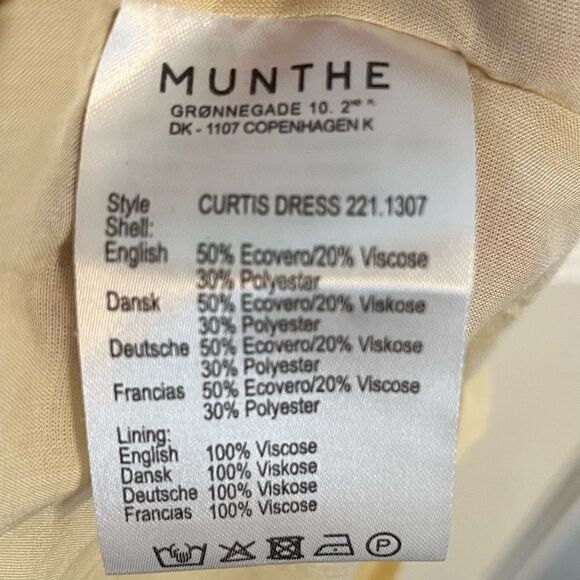 MUNTHE
GRØNNEGADE 10. 2ND FL
DK - 1107 COPENHAGEN K
Style CURTIS DRESS 221.1307
Shell:
English 50% Ecovero/20% Viscose
30% Polyester
Dansk 50% Ecovero/20% Viskose
30% Polyester
Deutsche 50% Ecovero/20% Viskose
30% Polyester
Francias 50% Ecovero/20% Viscose
30% Polyester
Lining:
English 100% Viscose
Dansk 100% Viskose
Deutsche 100% Viskose
Francias 100% Viscose
P